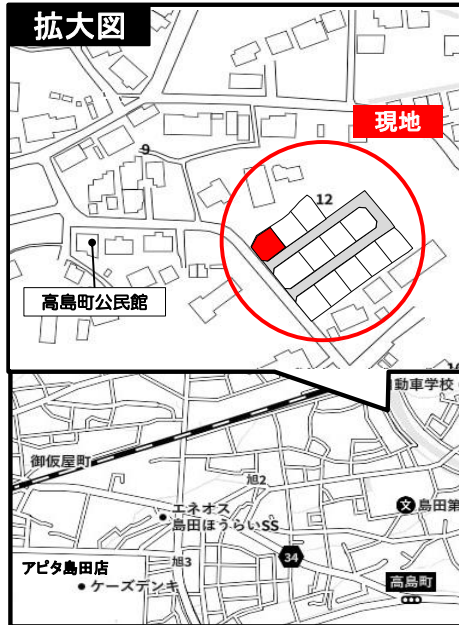 拡大図
現地
9
12
高島町公民館
動車学校
御仮屋町
旭2
エネオス
島田ほうらいSS
島田第
アピタ島田店
旭3
34
ケーズデンキ
高島町